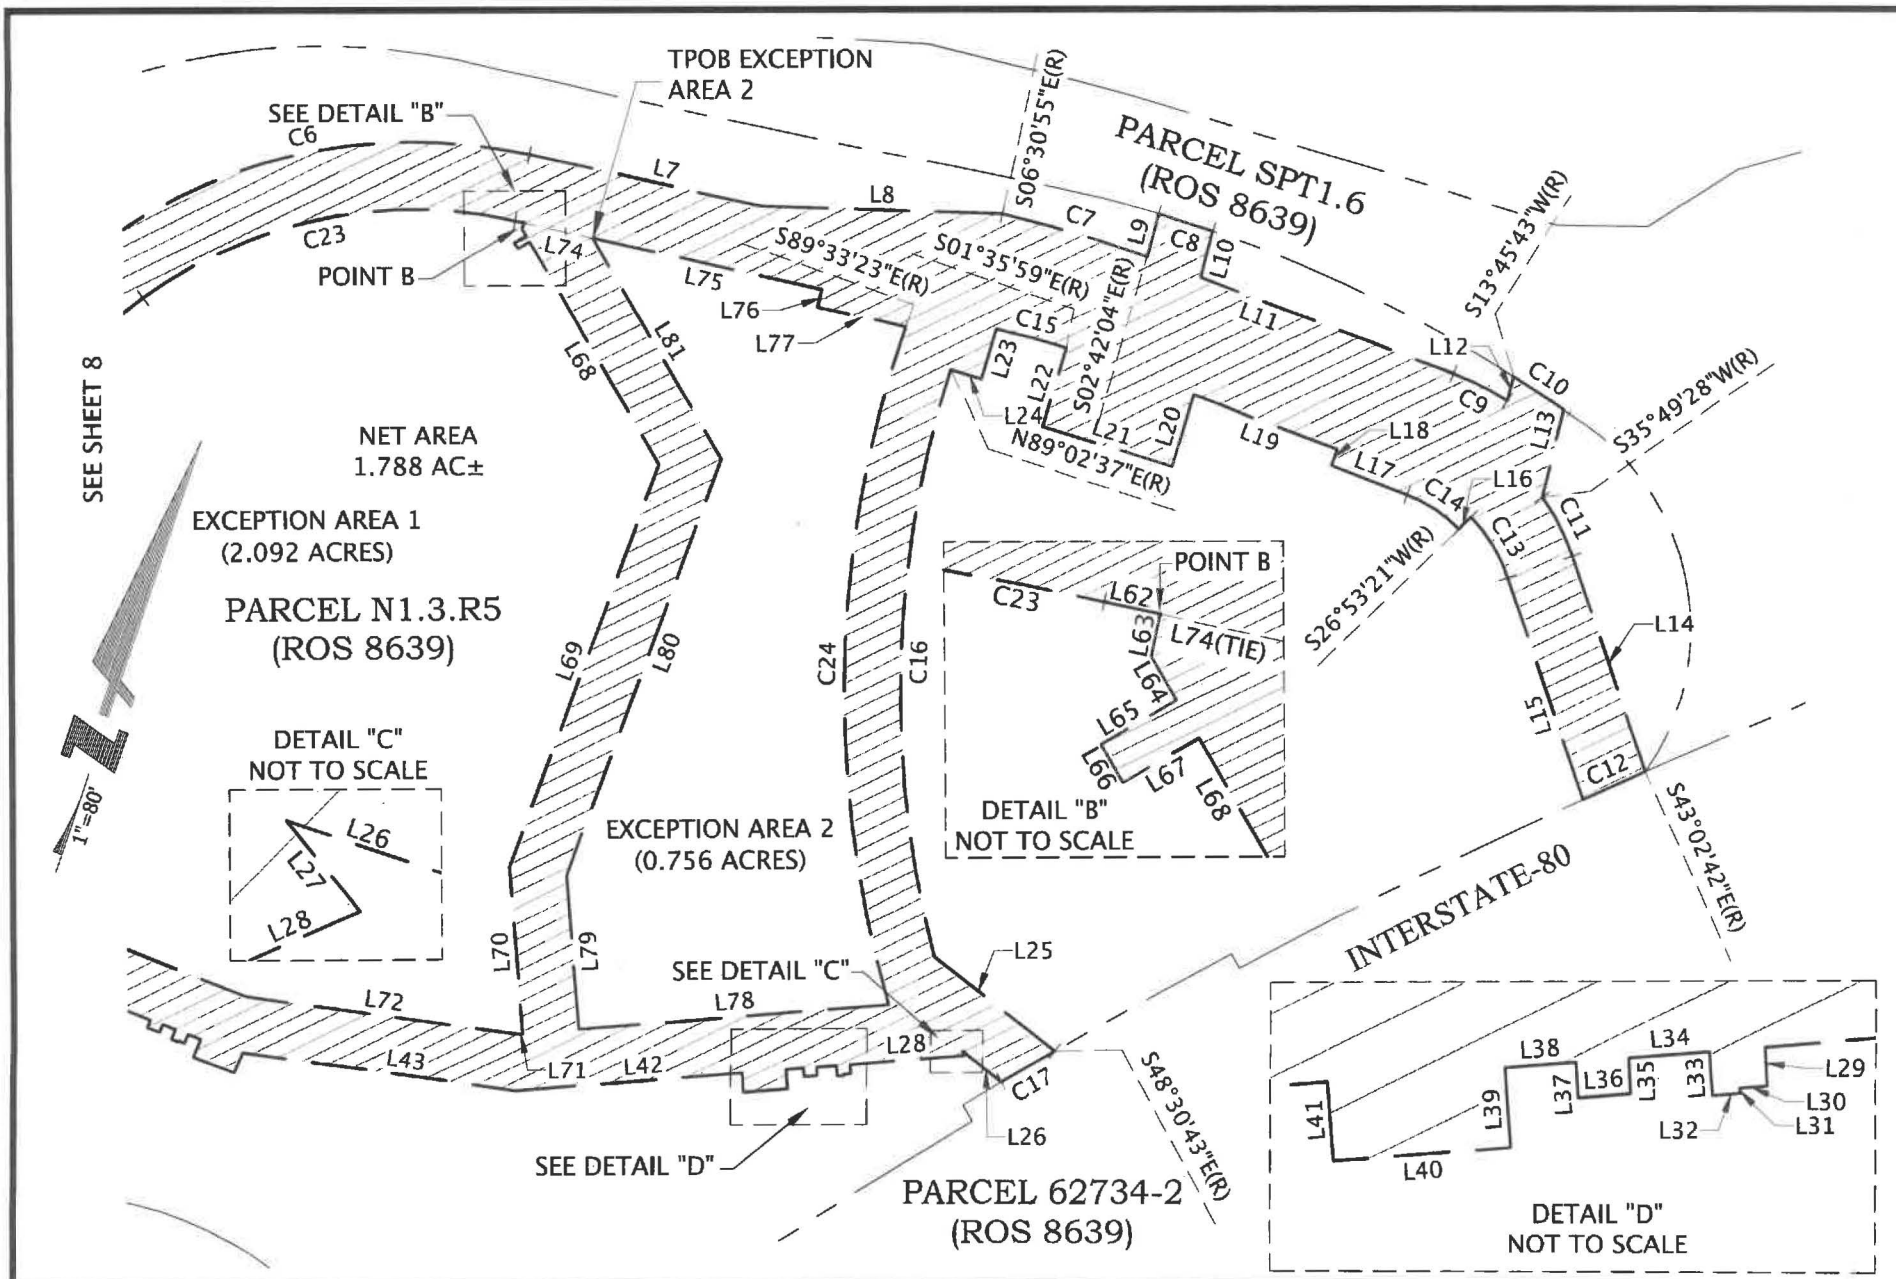 TPOB EXCEPTION
AREA 2
SEE DETAIL "B"
C6
L7
L8
C23
L74
POINT B
S06°30'55"E(R)
PARCEL SPT1.6
(ROS 8639)
C7
L9
C8
L10
S13°45'43"W(R)
S89°33'23"E(R)
S01°35'59"E(R)
S02°42'04"E(R)
L75
L76
L77
L68
L81
C15
L23
L22
L24
L21
L20
N89°02'37"E(R)
L11
L12
C10
C9
L13
S35°49'28"W(R)
L19
L18
L17
C14
L16
C11
C13
S26°53'21"W(R)
L14
L15
C12
SEE SHEET 8
NET AREA
1.788 AC±
EXCEPTION AREA 1
(2.092 ACRES)
PARCEL N1.3.R5
(ROS 8639)
L69
L80
C24
C16
POINT B
C23
L62
L63
L74(TIE)
L64
L65
L66
L67
L68
DETAIL "B"
NOT TO SCALE
Z
1"=80'
DETAIL "C"
NOT TO SCALE
L26
L27
L28
EXCEPTION AREA 2
(0.756 ACRES)
S43°02'42"E(R)
INTERSTATE-80
L70
L79
SEE DETAIL "C"
L25
L72
L78
L43
L71
L42
L28
C17
L26
S48°30'43"E(R)
SEE DETAIL "D"
PARCEL 62734-2
(ROS 8639)
L38
L34
L36
L37
L35
L33
L29
L30
L31
L32
L39
L41
L40
DETAIL "D"
NOT TO SCALE